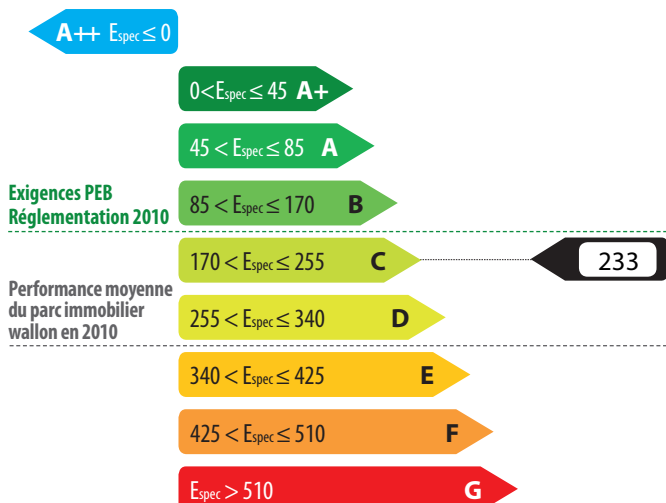 A++ Espec ≤ 0
0<Espec ≤ 45 A+
45 < Espec ≤ 85 A
Exigences PEB
Réglementation 2010
85 < Espec ≤ 170 B
170 < Espec ≤ 255 C
233
Performance moyenne
du parc immobilier
wallon en 2010
255 < Espec ≤ 340 D
340 < Espec ≤ 425 E
425 < Espec ≤ 510 F
Espec > 510 G